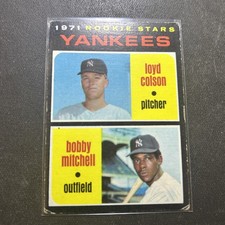 1971 ROOKIE STARS
YANKEES
loyd
colson
pitcher
bobby
mitchell
outfield